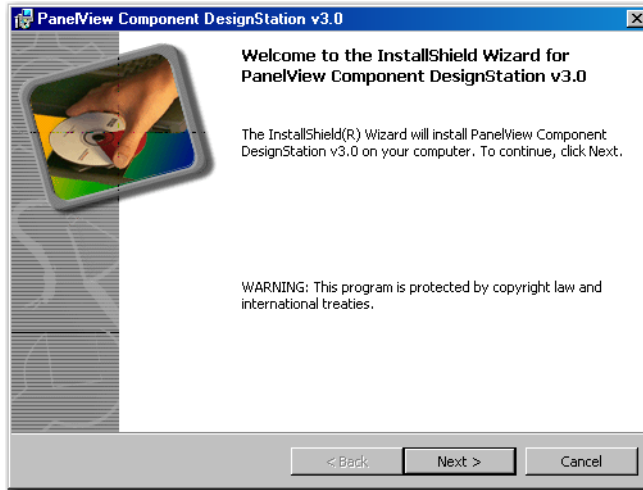 PanelView Component DesignStation v3.0
Welcome to the InstallShield Wizard for
PanelView Component DesignStation v3.0
The InstallShield(R) Wizard will install PanelView Component
DesignStation v3.0 on your computer. To continue, click Next.
WARNING: This program is protected by copyright law and
international treaties.
< Back
Next >
Cancel